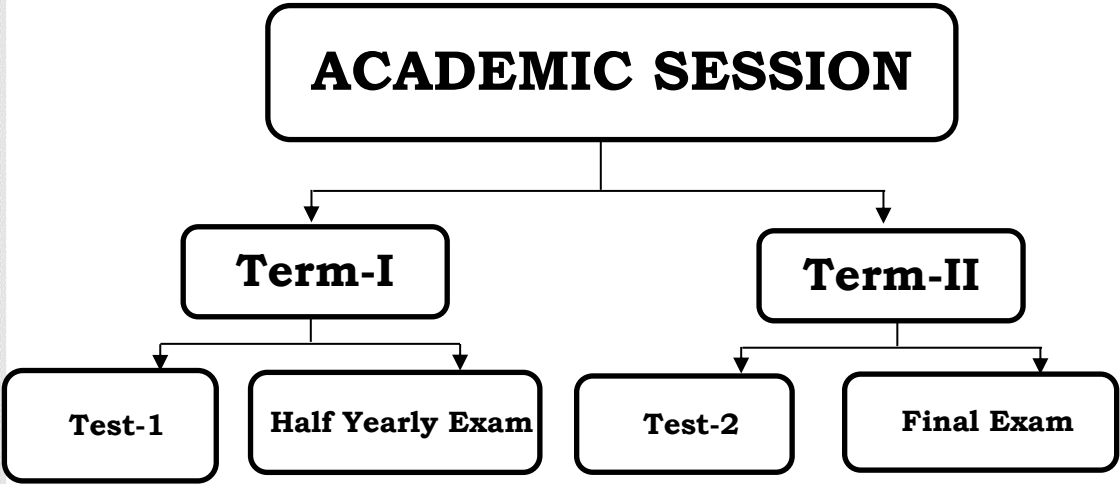 ACADEMIC SESSION
Term-I
Term-II
Test-1
Half Yearly Exam
Test-2
Final Exam